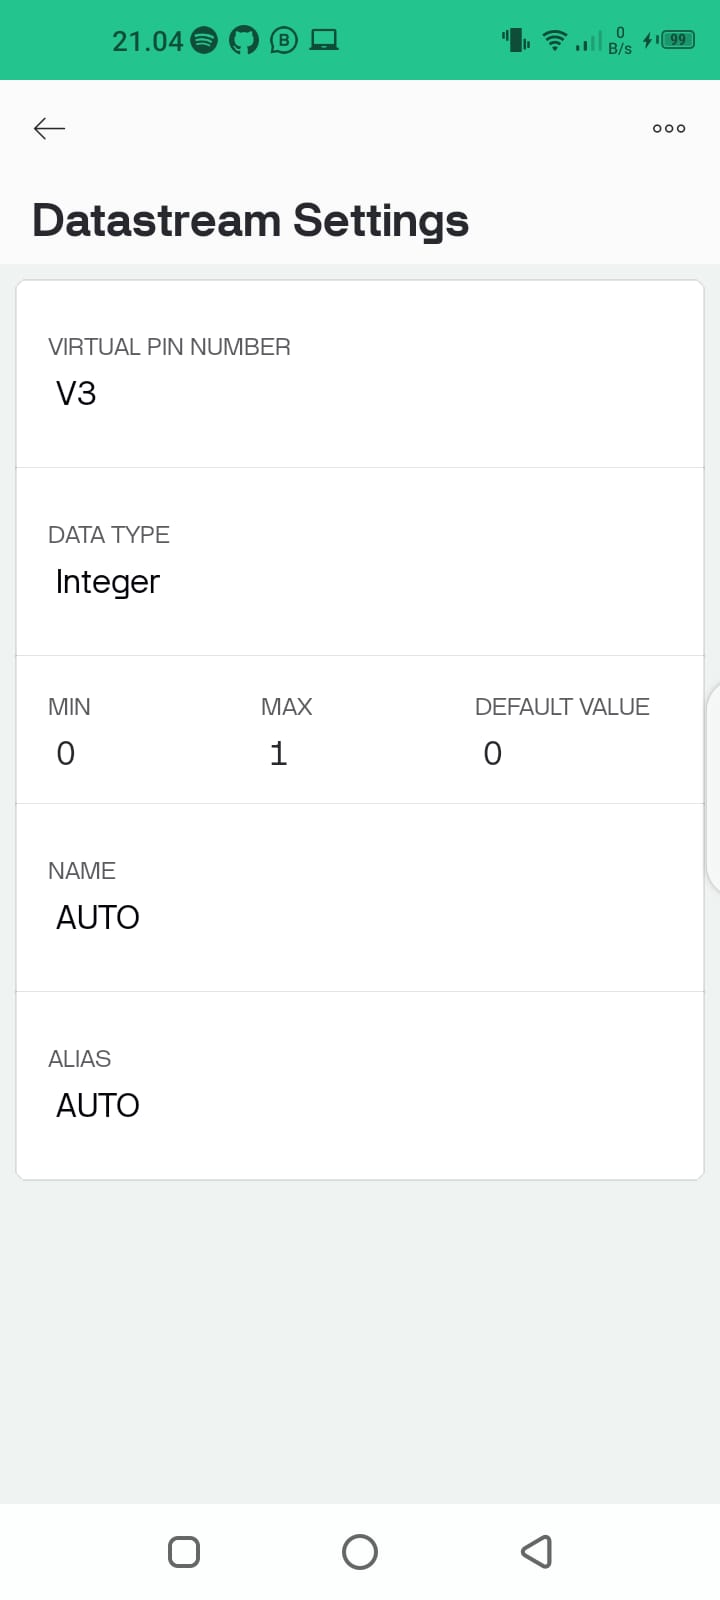 21.04 B 0 B/s 99
Datastream Settings
VIRTUAL PIN NUMBER
V3
DATA TYPE
Integer
MIN MAX DEFAULT VALUE
0 1 0
NAME
AUTO
ALIAS
AUTO